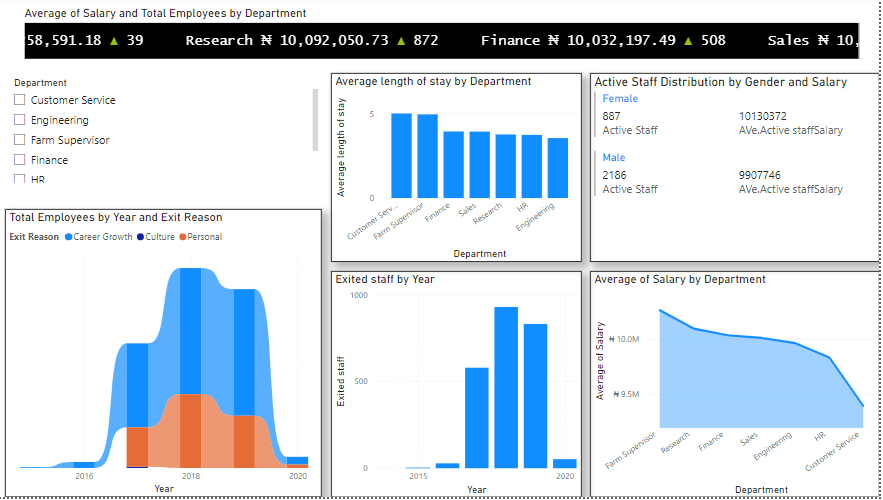 Average of Salary and Total Employees by Department
58,591.18 ▲ 39 Research ₦ 10,092,050.73 ▲ 872 Finance ₦ 10,032,197.49 ▲ 508 Sales ₦ 10,
Department
Customer Service
Engineering
Farm Supervisor
Finance
HR
Average length of stay by Department
Average length of stay
5
0
Customer Serv...
Farm Supervisor
Finance
Sales
Research
HR
Engineering
Department
Active Staff Distribution by Gender and Salary
Female
887 10130372
Active Staff AVe.Active staffSalary
Male
2186 9907746
Active Staff AVe.Active staffSalary
Total Employees by Year and Exit Reason
Exit Reason Career Growth Culture Personal
2016 2018 2020
Year
Exited staff by Year
Exited staff
1000
500
0
2015 2020
Year
Average of Salary by Department
Average of Salary
₦ 10.0M
₦ 9.5M
Farm Supervisor
Research
Finance
Sales
Engineering
HR
Customer Service
Department